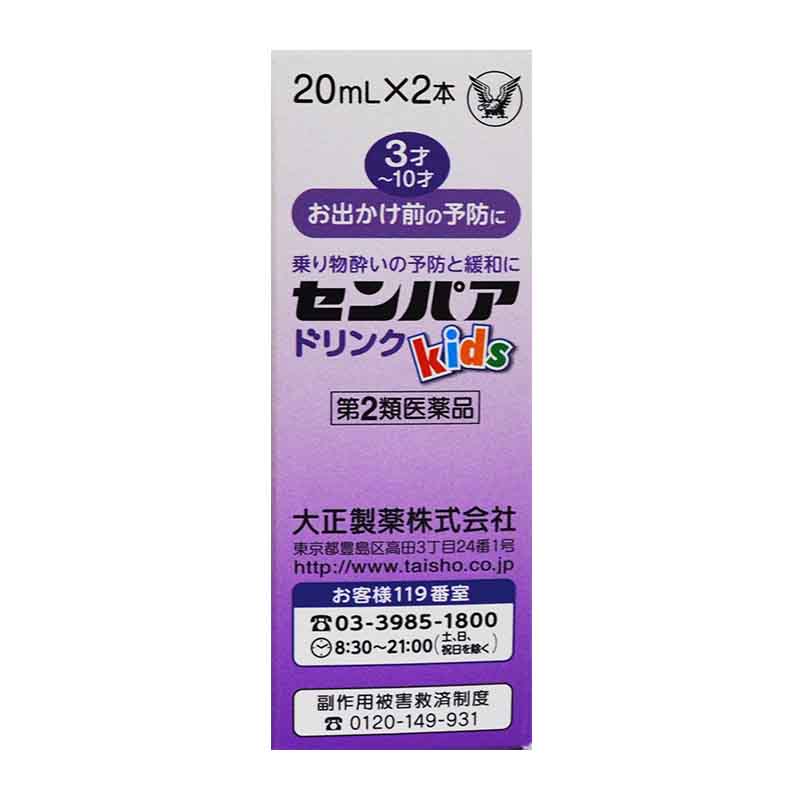 20mL×2本
3才
～10才
お出かけ前の予防に
乗り物酔いの予防と緩和に
センパア
ドリンク kids
第2類医薬品
大正製薬株式会社
東京都豊島区高田3丁目24番1号
http://www.taisho.co.jp
お客様119番室
☎03-3985-1800
8:30～21:00(土、日、祝日を除く)
副作用被害救済制度
☎ 0120-149-931